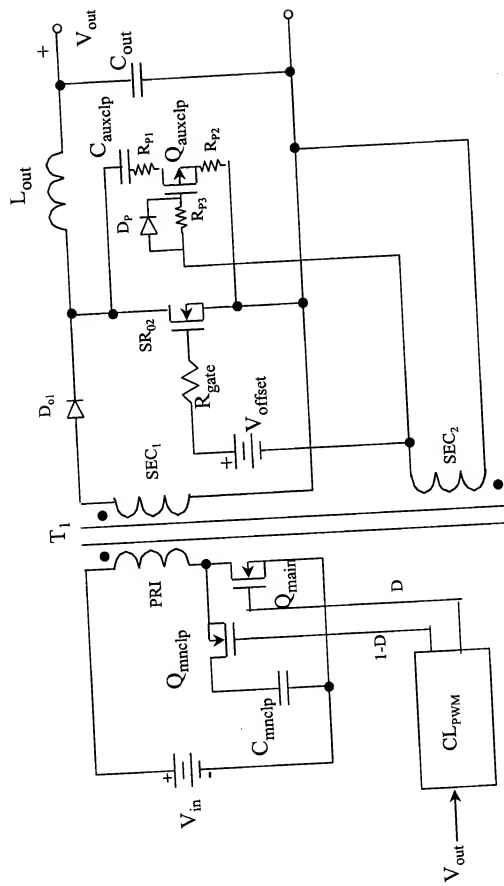 +
V_out
L_out
C_out
C_auxclp
R_P1
Q_auxclp
R_P2
D_P
R_P3
SR_02
D_o1
R_gate
+
V_offset
SEC_1
SEC_2
T_1
PRI
Q_main
Q_mnclp
C_mnclp
D
1-D
+
-
V_in
CL_PWM
V_out